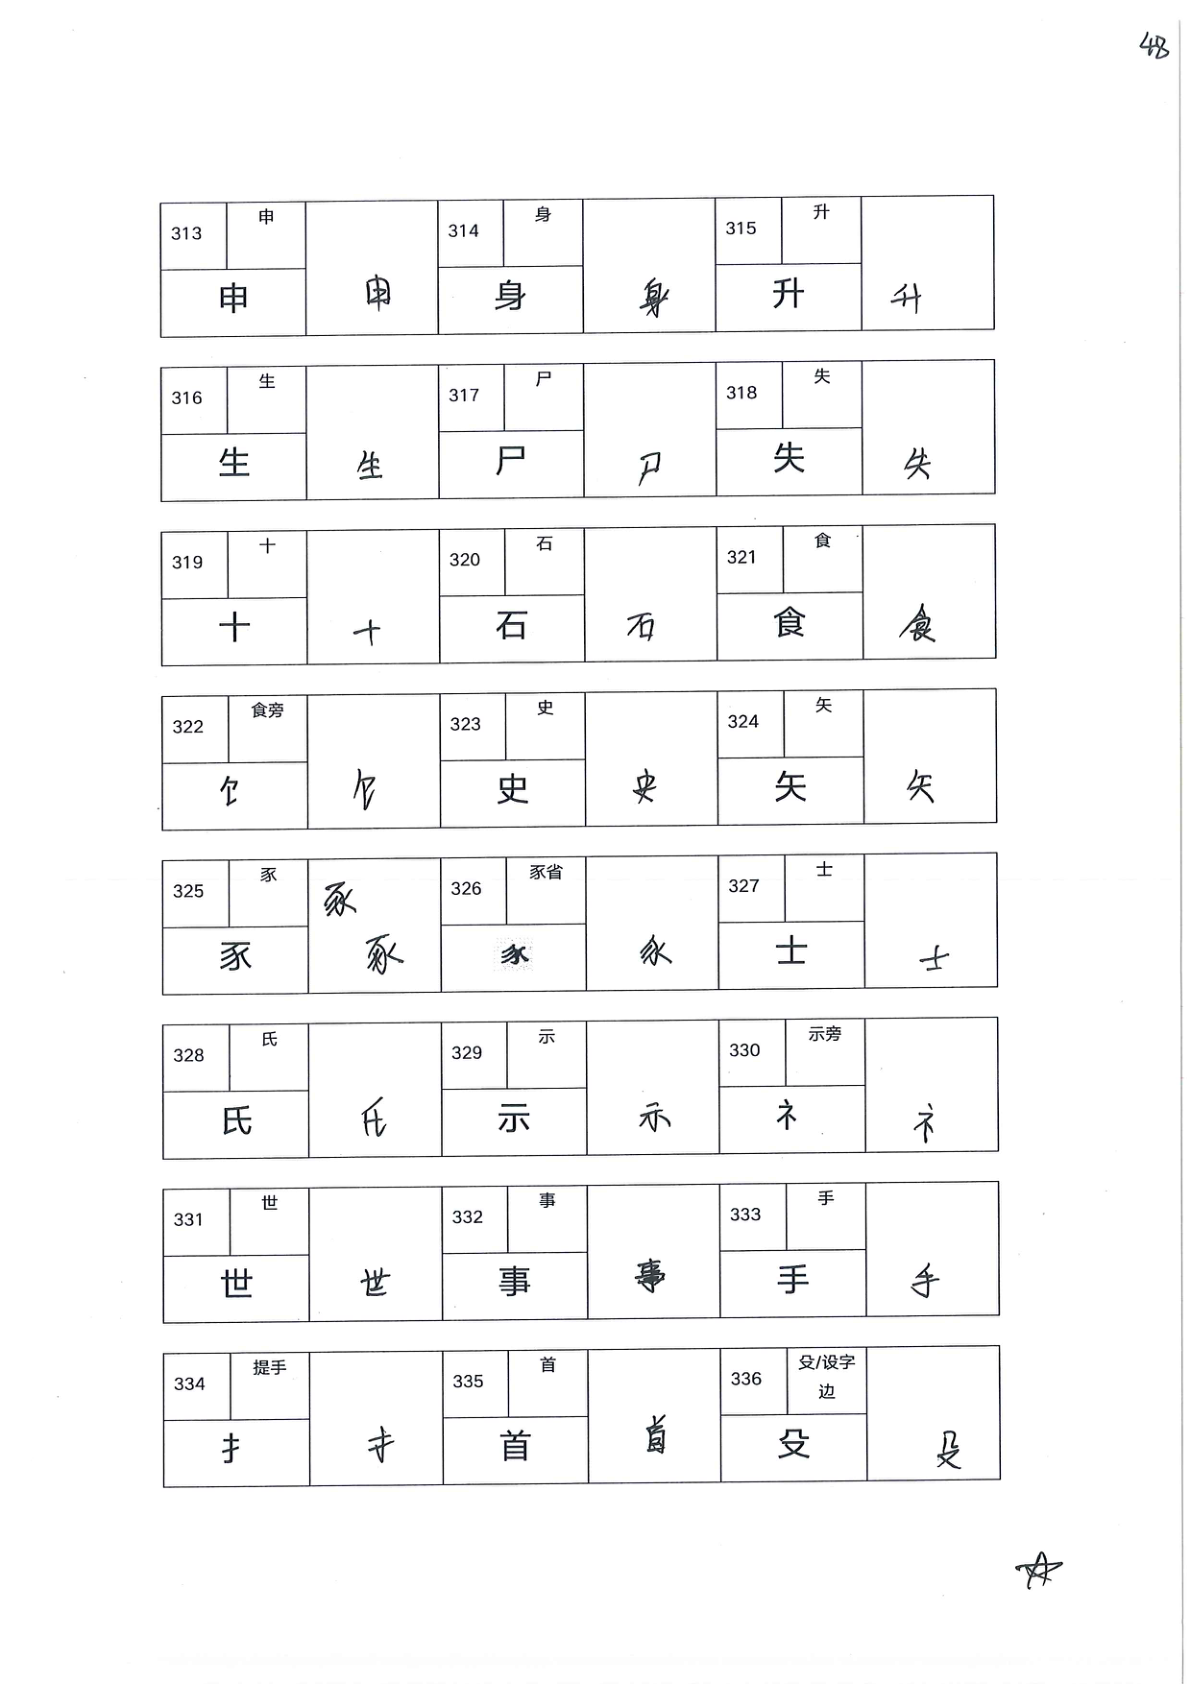 48
313 申 314 身 315 升
申 申 身 身 升 升
316 生 317 尸 318 失
生 生 尸 尸 失 失
319 十 320 石 321 食
十 十 石 石 食 食
322 食旁 323 史 324 矢
饣 饣 史 史 矢 矢
325 豕 豕 326 豕省 327 士
豕 豕 𧰨 𧰨 士 士
328 氏 329 示 330 示旁
氏 氏 示 示 礻 礻
331 世 332 事 333 手
世 世 事 事 手 手
334 提手 335 首 336 殳/设字
边
扌 扌 首 首 殳 殳